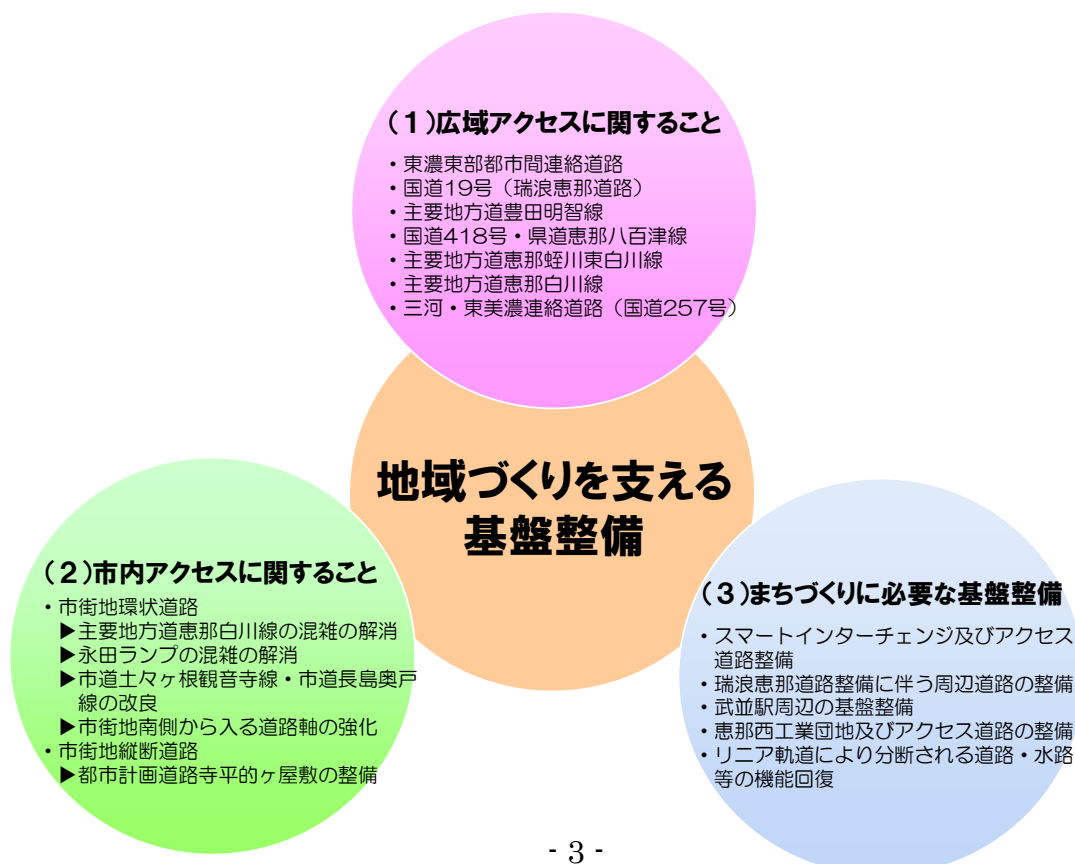 (1)広域アクセスに関すること
・東濃東部都市間連絡道路
・国道19号（瑞浪恵那道路）
・主要地方道豊田明智線
・国道418号・県道恵那八百津線
・主要地方道恵那蛭川東白川線
・主要地方道恵那白川線
・三河・東美濃連絡道路（国道257号）
地域づくりを支える
基盤整備
(2)市内アクセスに関すること
・市街地環状道路
▶主要地方道恵那白川線の混雑の解消
▶永田ランプの混雑の解消
▶市道土々ヶ根観音寺線・市道長島奥戸
線の改良
▶市街地南側から入る道路軸の強化
・市街地縦断道路
▶都市計画道路寺平的ヶ屋敷の整備
(3)まちづくりに必要な基盤整備
・スマートインターチェンジ及びアクセス
道路整備
・瑞浪恵那道路整備に伴う周辺道路の整備
・武並駅周辺の基盤整備
・恵那西工業団地及びアクセス道路の整備
・リニア軌道により分断される道路・水路
等の機能回復
- 3 -